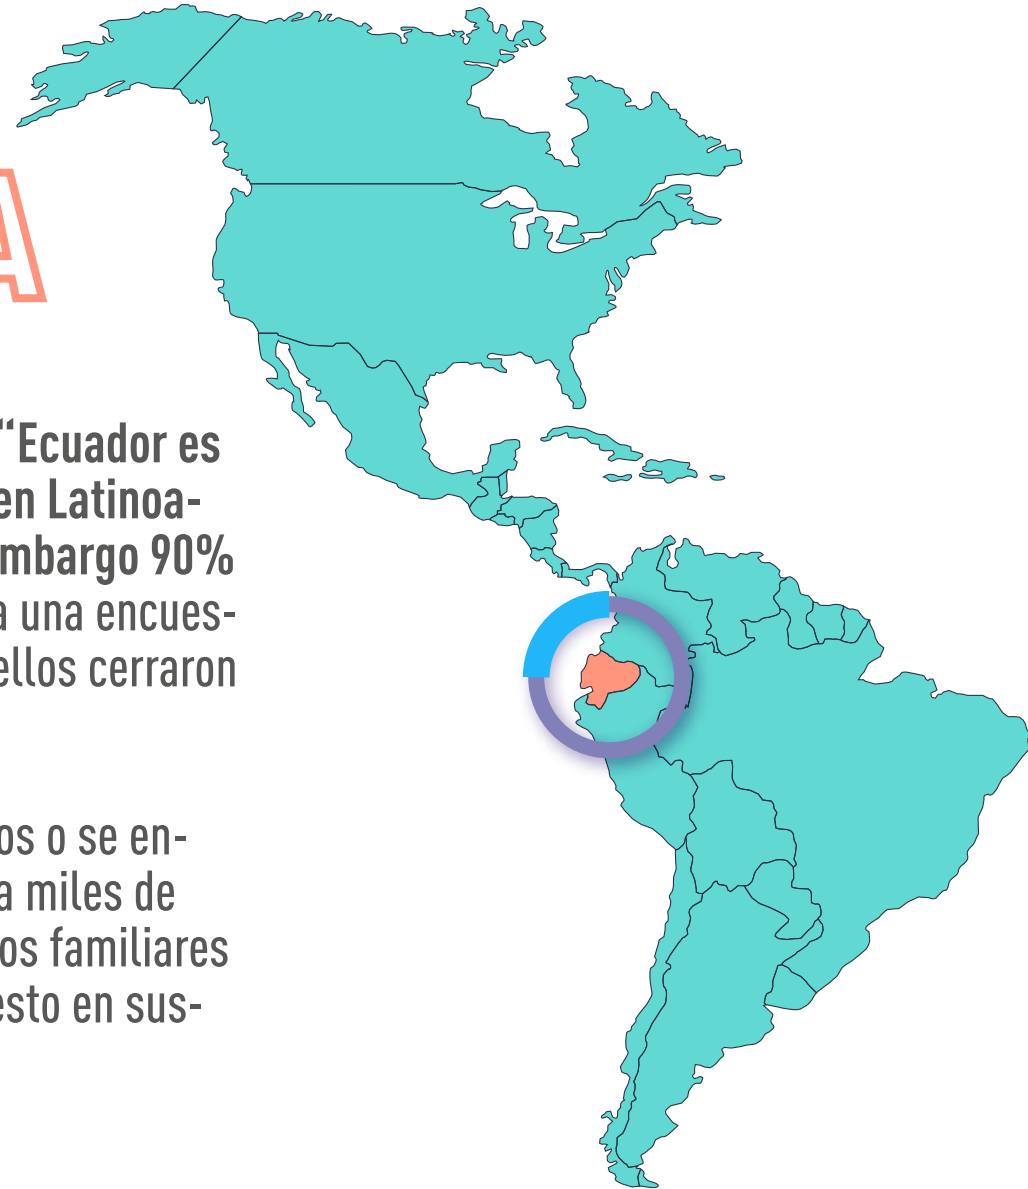 A
“Ecuador es
en Latinoa-
mbargo 90%
a una encues-
ellos cerraron
os o se en-
a miles de
os familiares
esto en sus-